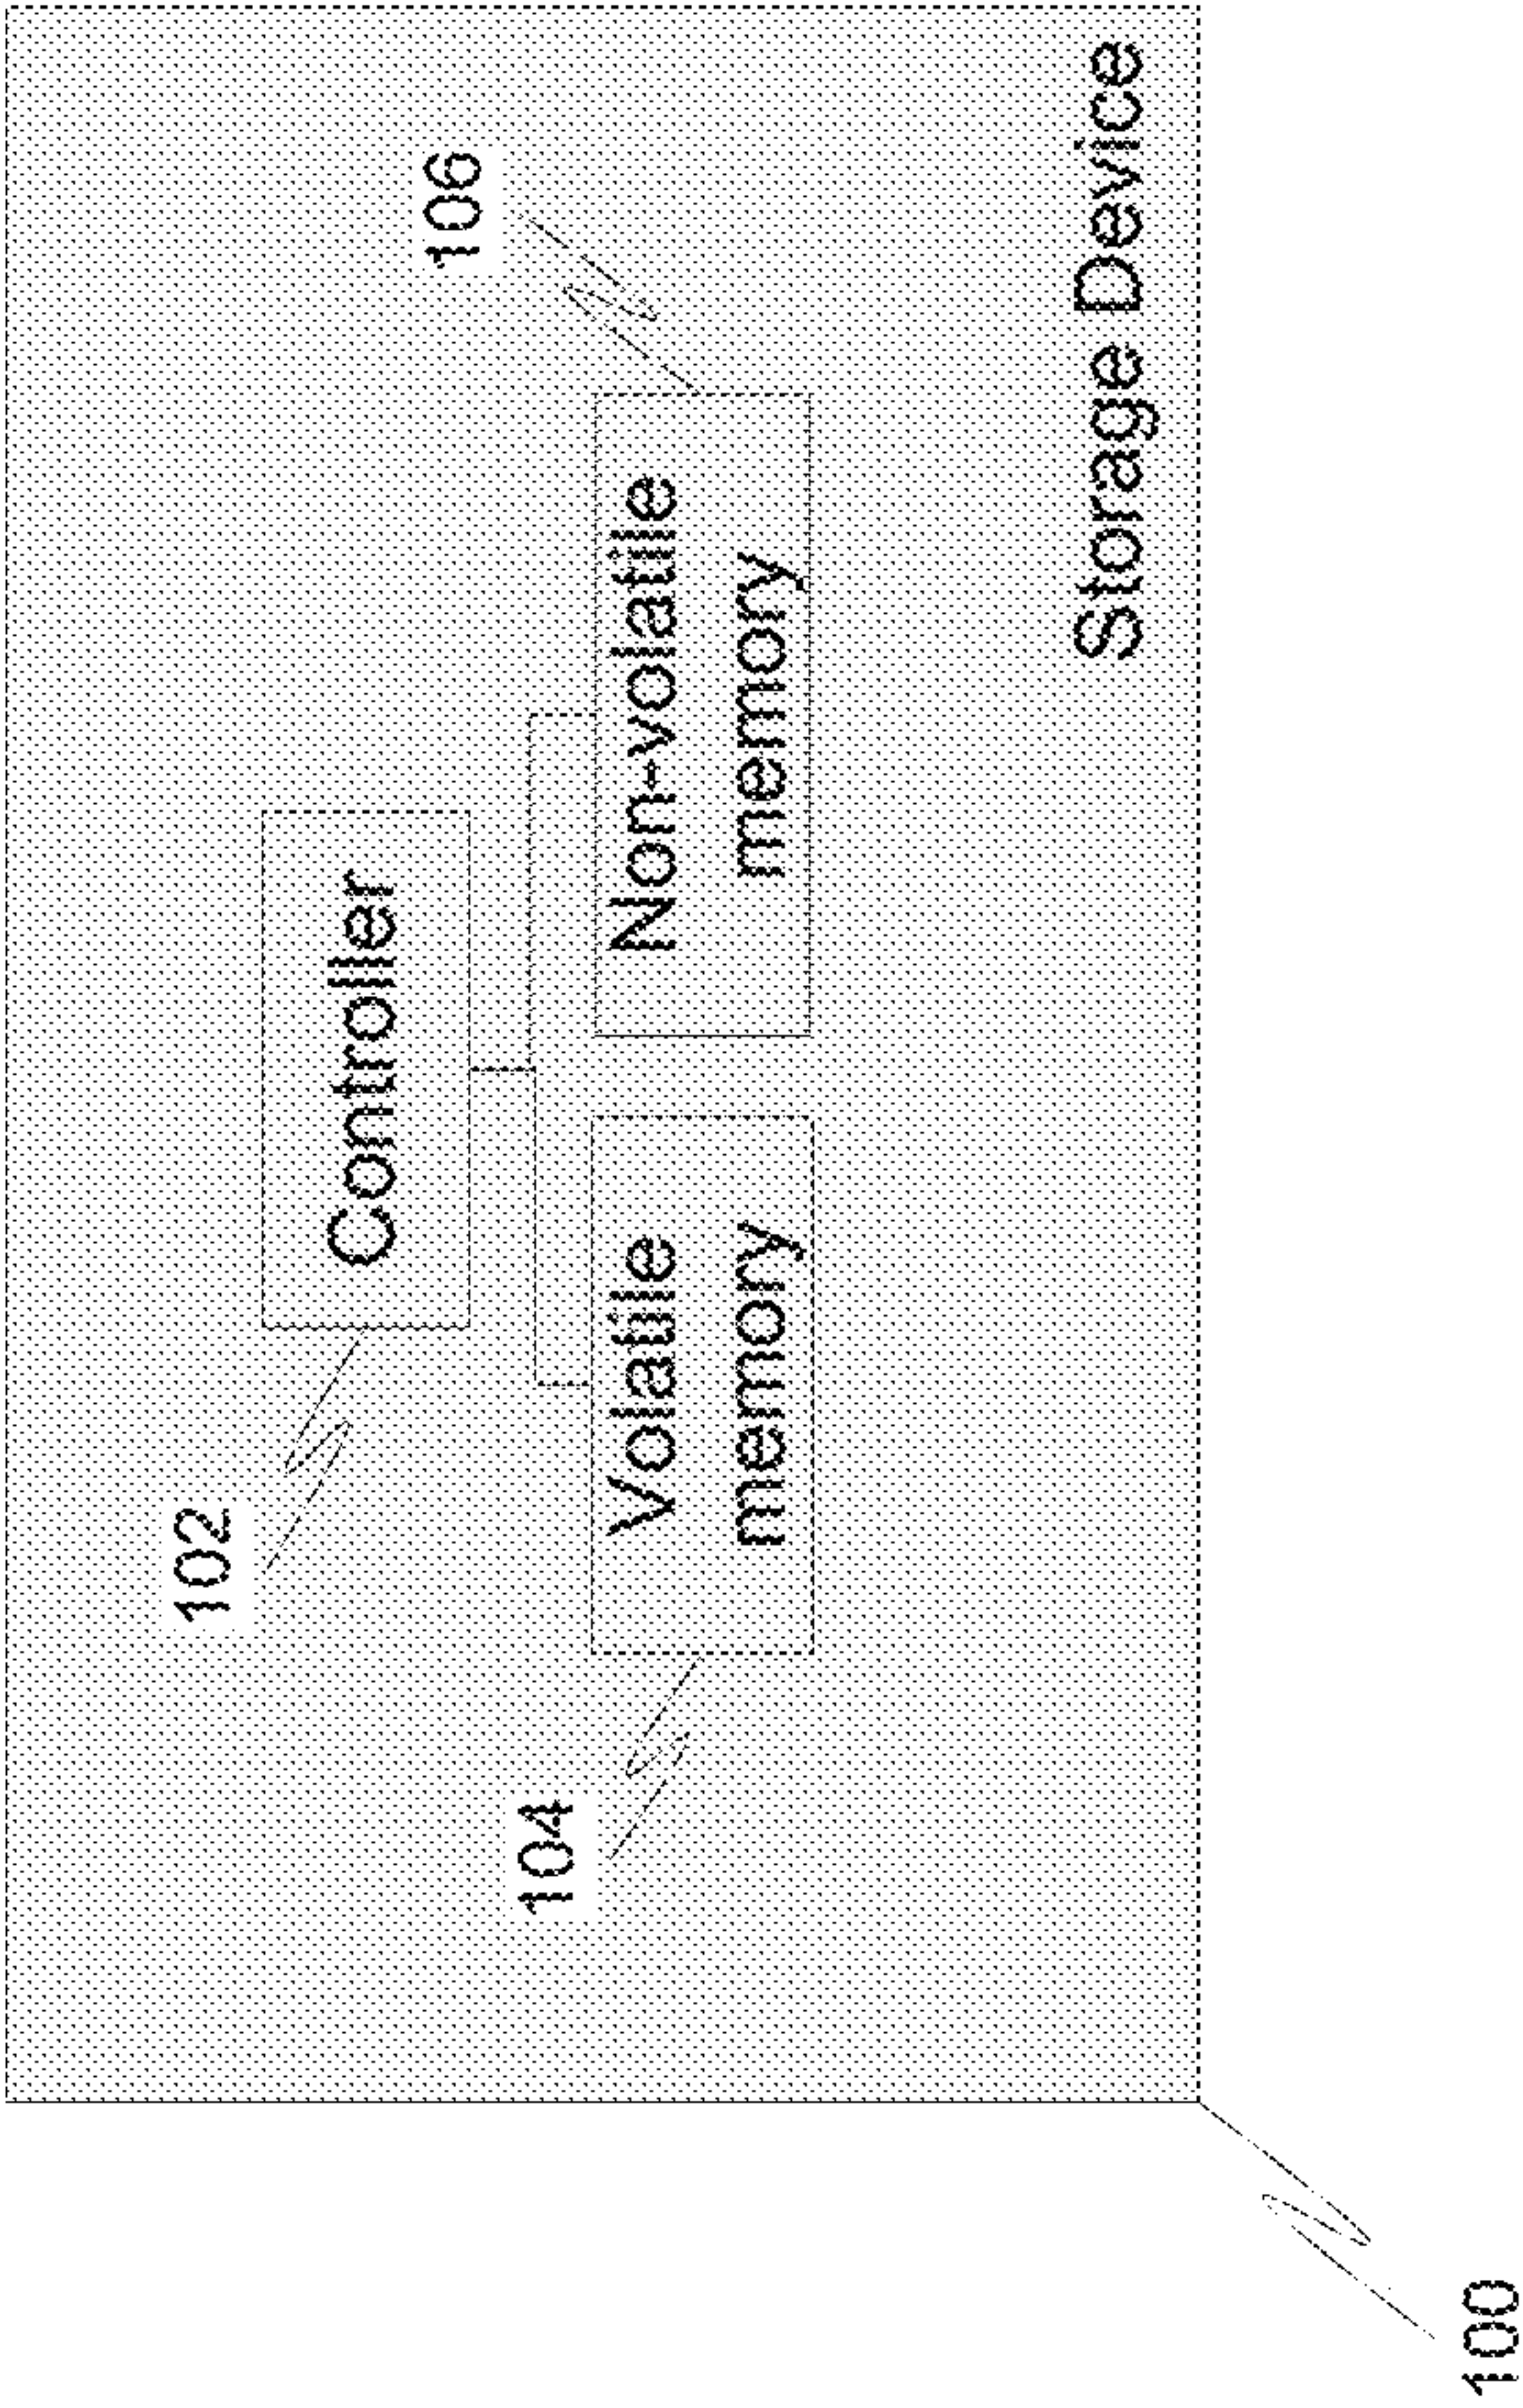 102
Controller
106
104
Volatile
memory
Non-volatile
memory
Storage Device
100